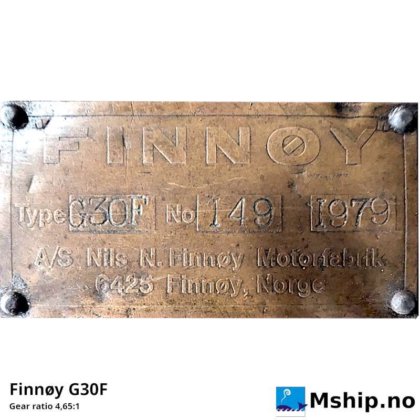 FINNØY
Type G30F No 149 1979
A/S Nils N. Finnøy Motorfabrik
6425 Finnøy, Norge
Finnøy G30F
Gear ratio 4,65:1
Mship.no